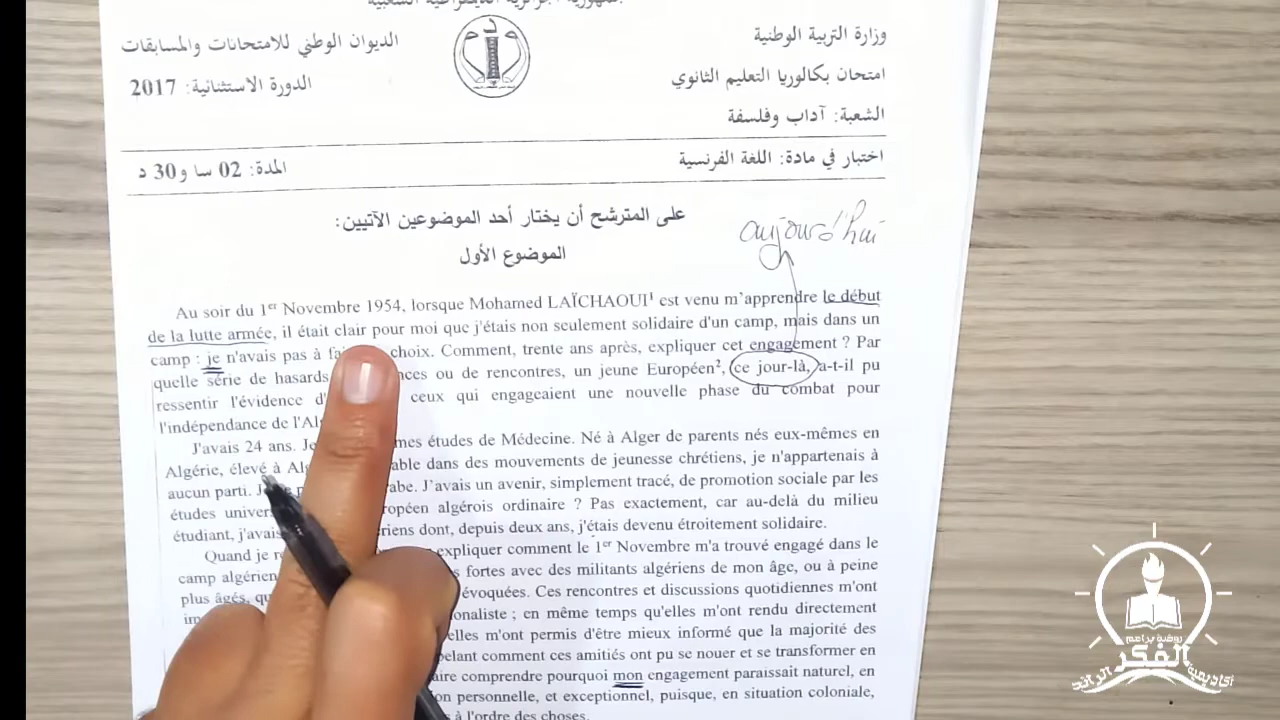 جمهورية الجزائرية الديمقراطية الشعبية
وزارة التربية الوطنية
الديوان الوطني للامتحانات والمسابقات
امتحان بكالوريا التعليم الثانوي
الدورة الاستثنائية: 2017
الشعبة: آداب وفلسفة
اختبار في مادة: اللغة الفرنسية
المدة: 02 سا و30 د
على المترشح أن يختار أحد الموضوعين الآتيين:
الموضوع الأول
aujourd'hui
Au soir du 1er Novembre 1954, lorsque Mohamed LAÏCHAOUI¹ est venu m'apprendre le début
de la lutte armée, il était clair pour moi que j'étais non seulement solidaire d'un camp, mais dans un
camp : je n'avais pas à choix. Comment, trente ans après, expliquer cet engagement ? Par
quelle série de hasards ou de rencontres, un jeune Européen², ce jour-là, a-t-il pu
ressentir l'évidence ceux qui engageaient une nouvelle phase du combat pour
l'indépendance de
J'avais 24 ans. mes études de Médecine. Né à Alger de parents nés eux-mêmes en
Algérie, élevé à dans des mouvements de jeunesse chrétiens, je n'appartenais à
aucun parti. J'avais un avenir, simplement tracé, de promotion sociale par les
études algérois ordinaire ? Pas exactement, car au-delà du milieu
étudiant, j'avais dont, depuis deux ans, j'étais devenu étroitement solidaire.
Quand je expliquer comment le 1er Novembre m'a trouvé engagé dans le
camp algérien fortes avec des militants algériens de mon âge, ou à peine
plus âgés, évoquées. Ces rencontres et discussions quotidiennes m'ont
; en même temps qu'elles m'ont rendu directement
elles m'ont permis d'être mieux informé que la majorité des
comment ces amitiés ont pu se nouer et se transformer en
comprendre pourquoi mon engagement paraissait naturel, en
personnelle, et exceptionnel, puisque, en situation coloniale,
à l'ordre des choses.
روضة براعم
الفكر
أكاديمية
الرائد